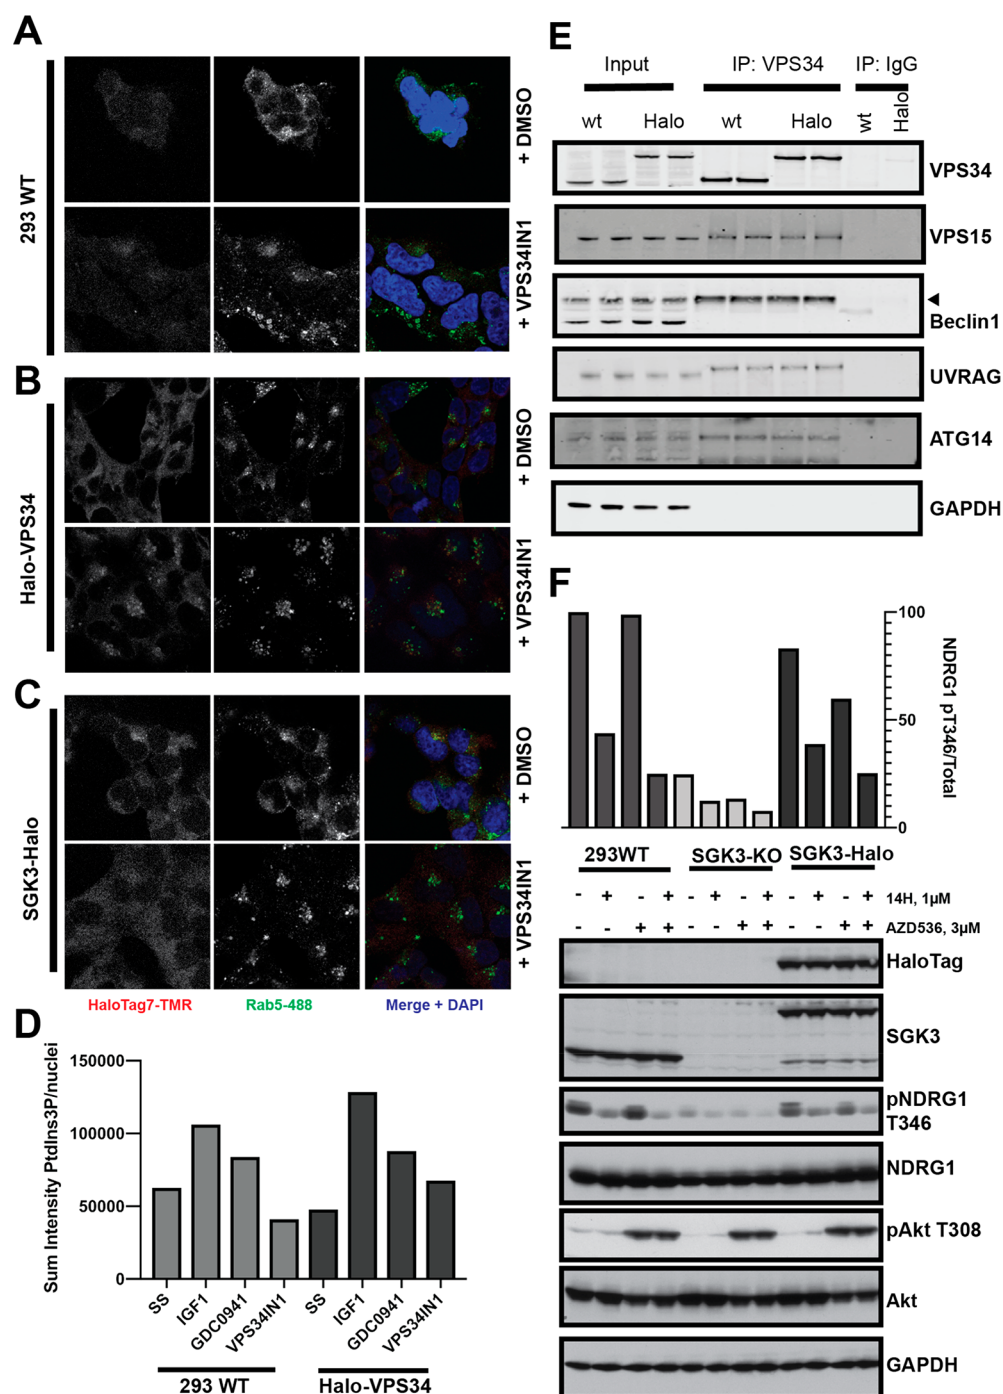 A
293 WT
+ DMSO
+ VPS34IN1
B
Halo-VPS34
+ DMSO
+ VPS34IN1
C
SGK3-Halo
+ DMSO
+ VPS34IN1
HaloTag7-TMR Rab5-488 Merge + DAPI
D
Sum Intensity PtdIns3P/nuclei
150000
100000
50000
0
SS IGF1 GDC0941 VPS34IN1 SS IGF1 GDC0941 VPS34IN1
293 WT Halo-VPS34
E
Input IP: VPS34 IP: IgG
wt Halo wt Halo wt Halo
VPS34
VPS15
Beclin1
UVRAG
ATG14
GAPDH
F
100
50
0
NDRG1 pT346/Total
293WT SGK3-KO SGK3-Halo
- + - + - + - + - + - + 14H, 1µM
- - + + - - + + - - + + AZD536, 3µM
HaloTag
SGK3
pNDRG1
T346
NDRG1
pAkt T308
Akt
GAPDH